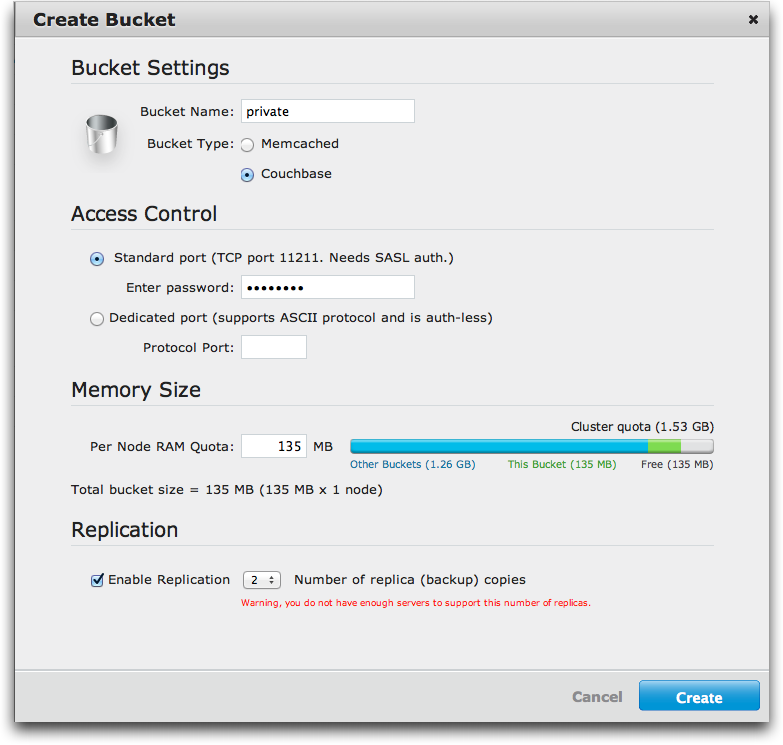 Create Bucket
Bucket Settings
Bucket Name: private
Bucket Type: Memcached
Couchbase
Access Control
Standard port (TCP port 11211. Needs SASL auth.)
Enter password: ••••••••
Dedicated port (supports ASCII protocol and is auth-less)
Protocol Port:
Memory Size
Cluster quota (1.53 GB)
Per Node RAM Quota: 135 MB
Other Buckets (1.26 GB) This Bucket (135 MB) Free (135 MB)
Total bucket size = 135 MB (135 MB x 1 node)
Replication
Enable Replication 2 Number of replica (backup) copies
Warning, you do not have enough servers to support this number of replicas.
Cancel Create